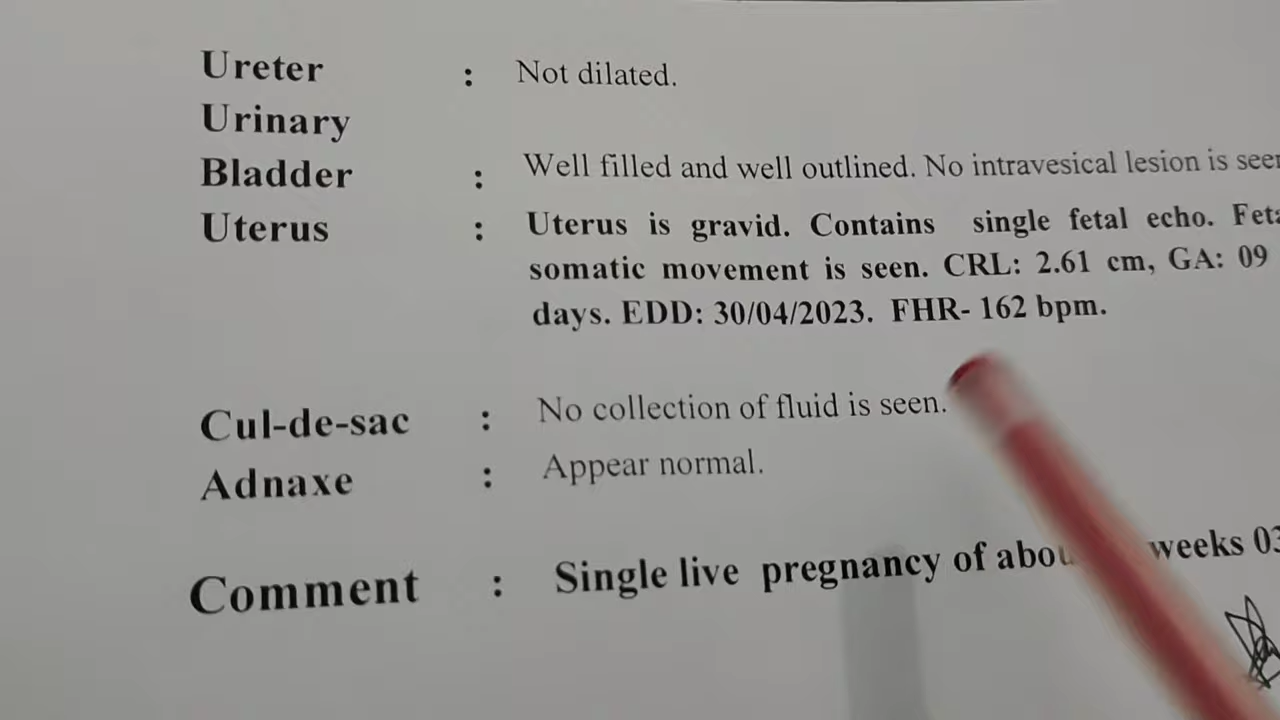 Ureter : Not dilated.
Urinary
Bladder : Well filled and well outlined. No intravesical lesion is
Uterus : Uterus is gravid. Contains single fetal echo.
somatic movement is seen. CRL: 2.61 cm, GA: 09
days. EDD: 30/04/2023. FHR- 162 bpm.
Cul-de-sac : No collection of fluid is seen.
Adnaxe : Appear normal.
Comment : Single live pregnancy of weeks 03